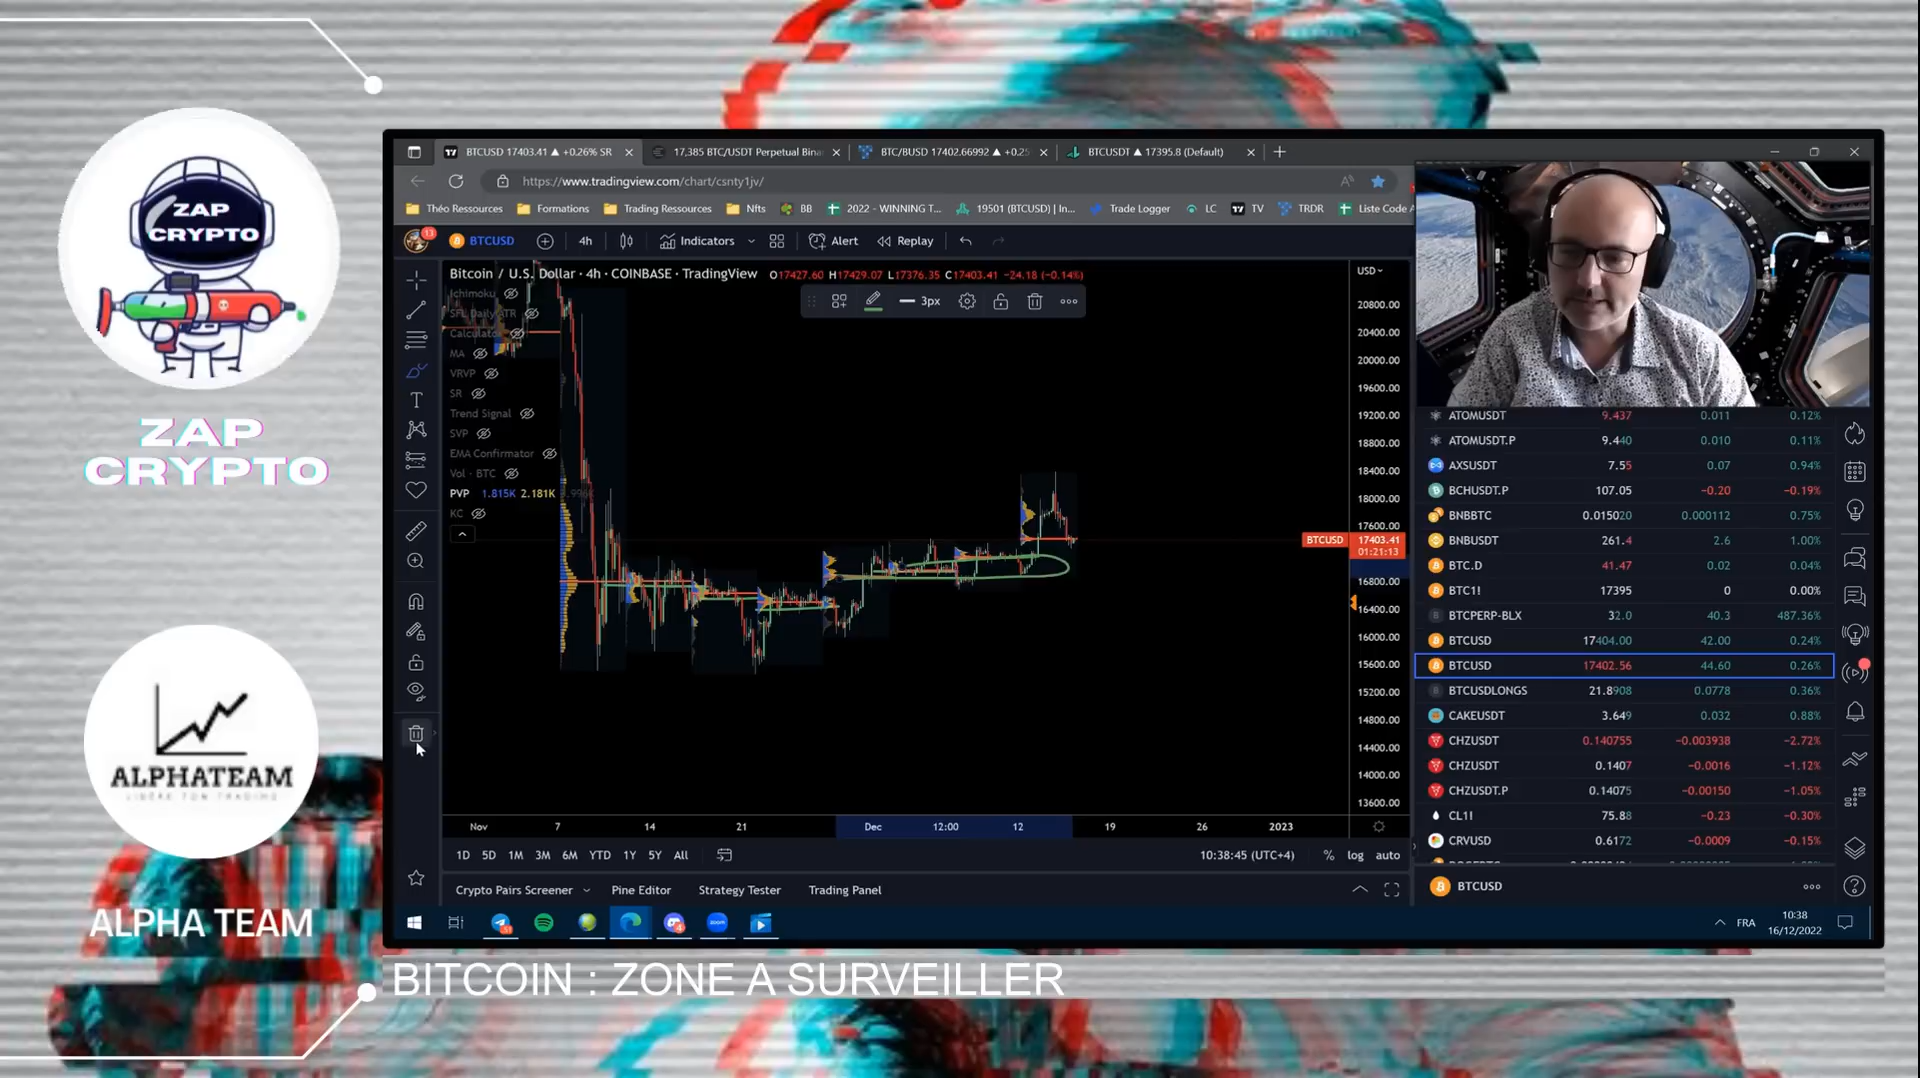 ZAP
CRYPTO
ZAP
CRYPTO
ALPHATEAM
LIBÈRE TON TRADING
ALPHA TEAM
BTCUSD 17403.41 ▲ +0.26% SR
17,385 BTC/USDT Perpetual Bina
BTC/BUSD 17402.66992 ▲ +0.25
BTCUSDT ▲ 17395.8 (Default)
https://www.tradingview.com/chart/csnty1jv/
Théo Ressources
Formations
Trading Ressources
Nfts
BB
2022 - WINNING T...
19501 (BTCUSD) | In...
Trade Logger
LC
TV
TRDR
Liste Code A
13
BTCUSD
4h
Indicators
Alert
Replay
Bitcoin / U.S. Dollar · 4h · COINBASE · TradingView O17427.60 H17429.07 L17376.35 C17403.41 −24.18 (−0.14%)
3px
Ichimoku
SFL Daily ATR
Calculator
MA
VRVP
SR
Trend Signal
SVP
EMA Confirmator
Vol · BTC
PVP 1.815K 2.181K
KC
USD
20800.00
20400.00
20000.00
19600.00
19200.00
18800.00
18400.00
18000.00
17600.00
BTCUSD 17403.41
01:21:13
16800.00
16400.00
16000.00
15600.00
15200.00
14800.00
14400.00
14000.00
13600.00
Nov 7 14 21 Dec 12:00 12 19 26 2023
1D 5D 1M 3M 6M YTD 1Y 5Y All
10:38:45 (UTC+4)
% log auto
Crypto Pairs Screener
Pine Editor
Strategy Tester
Trading Panel
ATOMUSDT 9.437 0.011 0.12%
ATOMUSDT.P 9.440 0.010 0.11%
AXSUSDT 7.55 0.07 0.94%
BCHUSDT.P 107.05 −0.20 −0.19%
BNBBTC 0.015020 0.000112 0.75%
BNBUSDT 261.4 2.6 1.00%
BTC.D 41.47 0.02 0.04%
BTC1! 17395 0 0.00%
BTCPERP-BLX 32.0 40.3 487.36%
BTCUSD 17404.00 42.00 0.24%
BTCUSD 17402.56 44.60 0.26%
BTCUSDLONGS 21.8908 0.0778 0.36%
CAKEUSDT 3.649 0.032 0.88%
CHZUSDT 0.140755 −0.003938 −2.72%
CHZUSDT 0.1407 −0.0016 −1.12%
CHZUSDT.P 0.14075 −0.00150 −1.05%
CL1! 75.88 −0.23 −0.30%
CRVUSD 0.6172 −0.0009 −0.15%
BTCUSD
FRA
10:38
16/12/2022
BITCOIN : ZONE A SURVEILLER